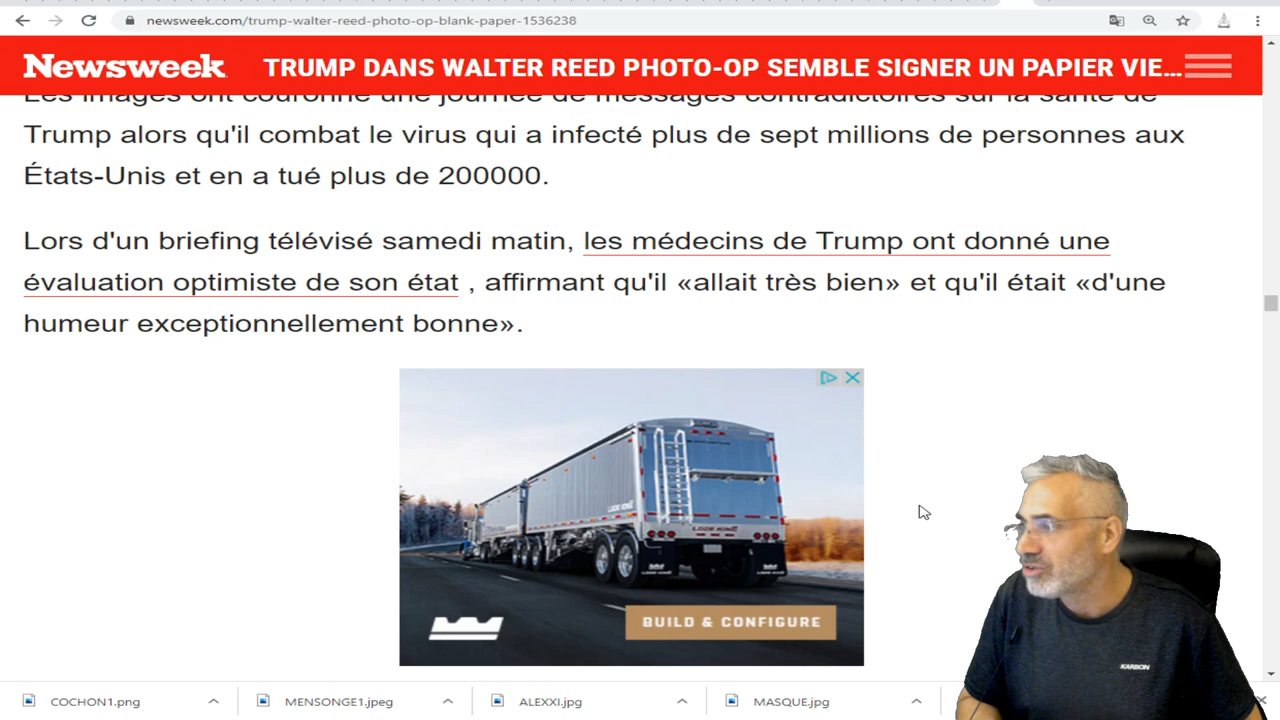 newsweek.com/trump-walter-reed-photo-op-blank-paper-1536238
Newsweek
TRUMP DANS WALTER REED PHOTO-OP SEMBLE SIGNER UN PAPIER VIE...
Les images ont couronné une journée de messages contradictoires sur la santé de
Trump alors qu'il combat le virus qui a infecté plus de sept millions de personnes aux
États-Unis et en a tué plus de 200000.
Lors d'un briefing télévisé samedi matin, les médecins de Trump ont donné une
évaluation optimiste de son état , affirmant qu'il «allait très bien» et qu'il était «d'une
humeur exceptionnellement bonne».
LODE KING
LODE KING
BUILD & CONFIGURE
KARBON
COCHON1.png
MENSONGE1.jpeg
ALEXXI.jpg
MASQUE.jpg